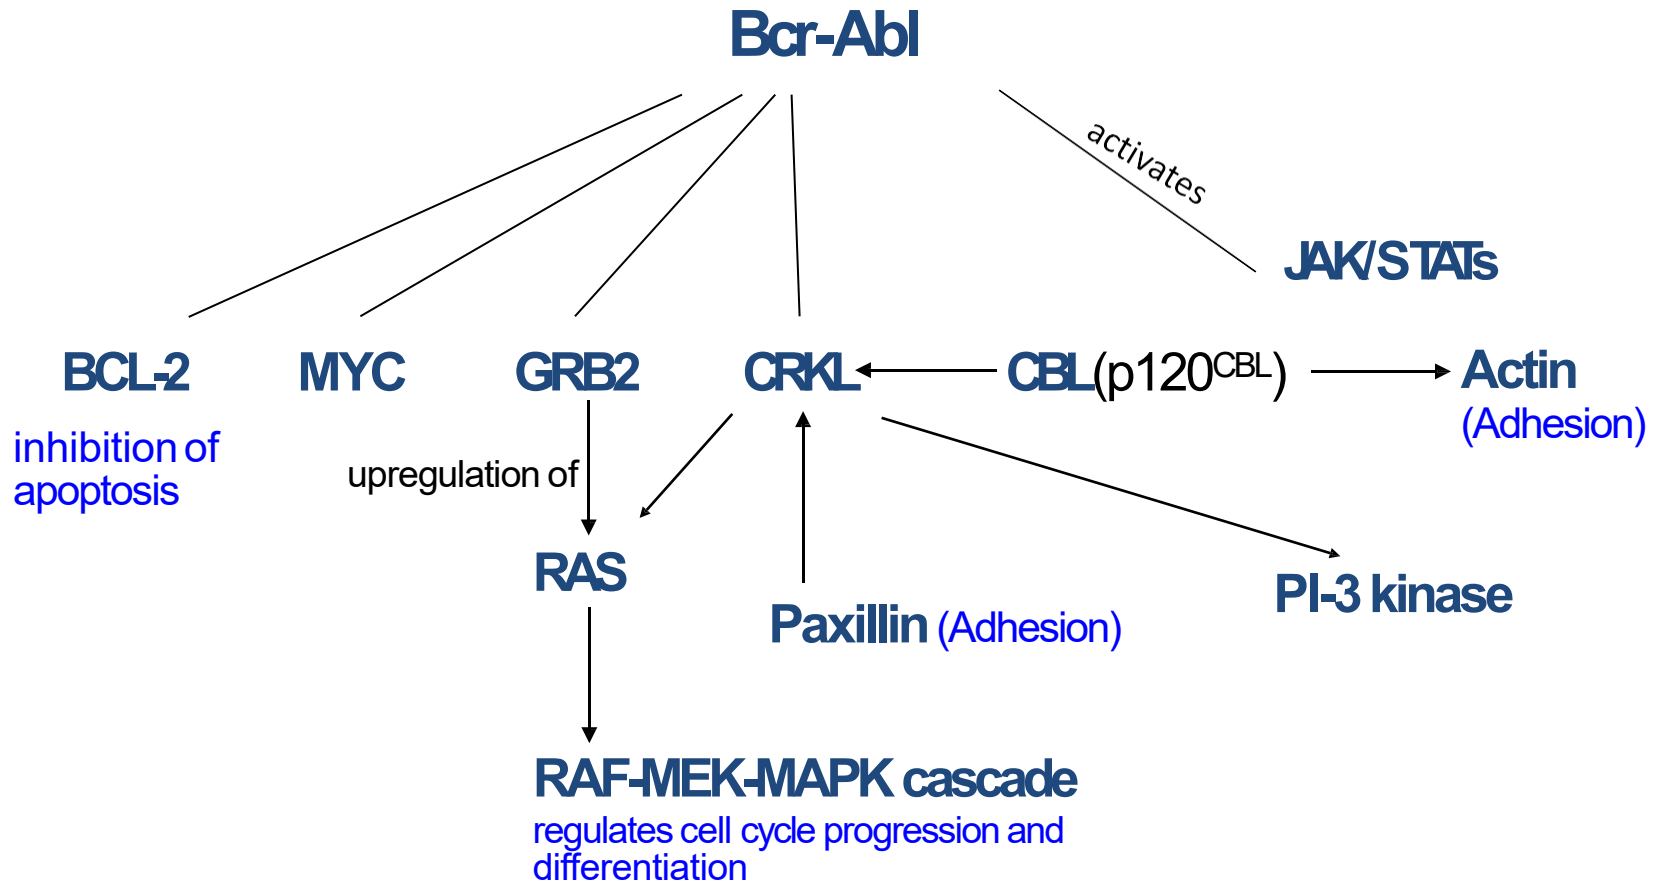 Bcr-Abl
activates
JAK/STATs
BCL-2 MYC GRB2 CRKL CBL(p120CBL) Actin
(Adhesion)
inhibition of
apoptosis
upregulation of
RAS
PI-3 kinase
Paxillin (Adhesion)
RAF-MEK-MAPK cascade
regulates cell cycle progression and
differentiation